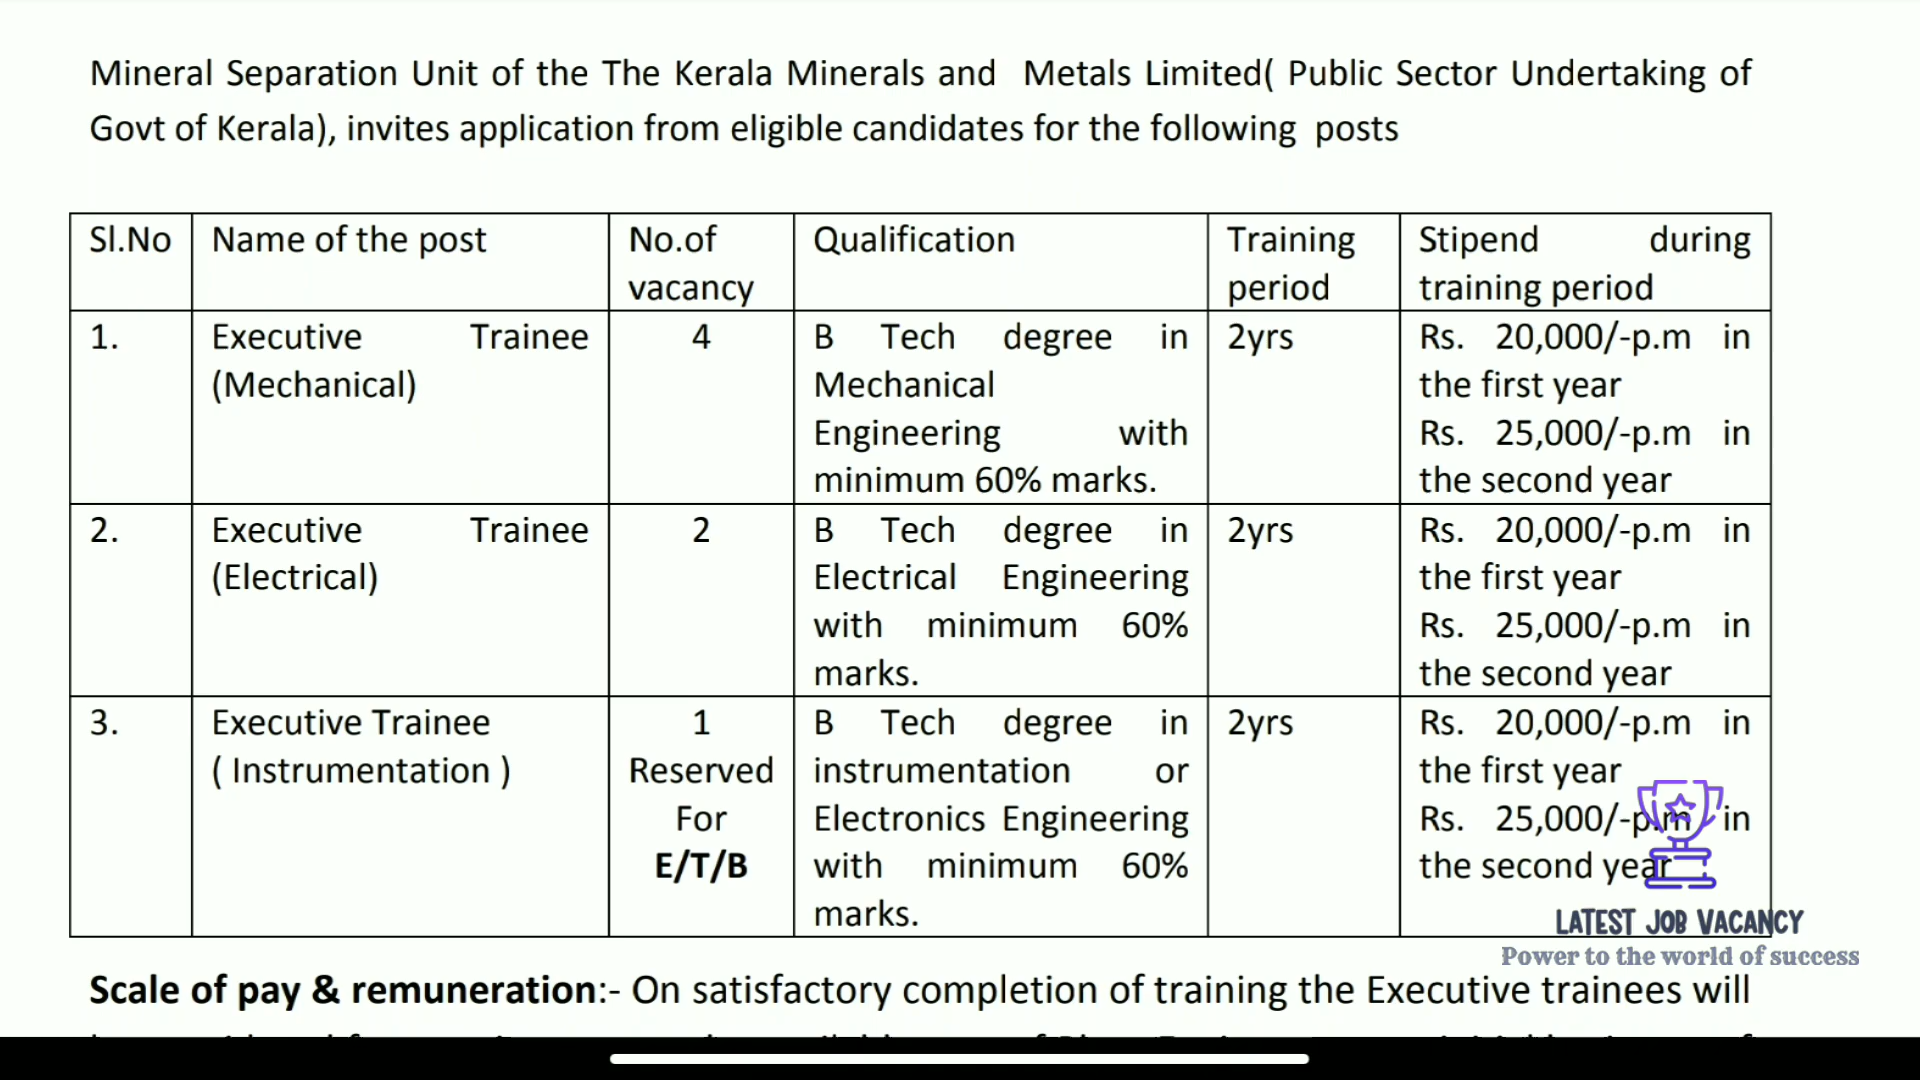 Mineral Separation Unit of the The Kerala Minerals and Metals Limited( Public Sector Undertaking of
Govt of Kerala), invites application from eligible candidates for the following posts
Sl.No
Name of the post
No.of
vacancy
Qualification
Training
period
Stipend during
training period
1.
Executive Trainee
(Mechanical)
4
B Tech degree in
Mechanical
Engineering with
minimum 60% marks.
2yrs
Rs. 20,000/-p.m in
the first year
Rs. 25,000/-p.m in
the second year
2.
Executive Trainee
(Electrical)
2
B Tech degree in
Electrical Engineering
with minimum 60%
marks.
2yrs
Rs. 20,000/-p.m in
the first year
Rs. 25,000/-p.m in
the second year
3.
Executive Trainee
( Instrumentation )
1
Reserved
For
E/T/B
B Tech degree in
instrumentation or
Electronics Engineering
with minimum 60%
marks.
2yrs
Rs. 20,000/-p.m in
the first year
Rs. 25,000/-p.m in
the second year
LATEST JOB VACANCY
Power to the world of success
Scale of pay & remuneration:- On satisfactory completion of training the Executive trainees will